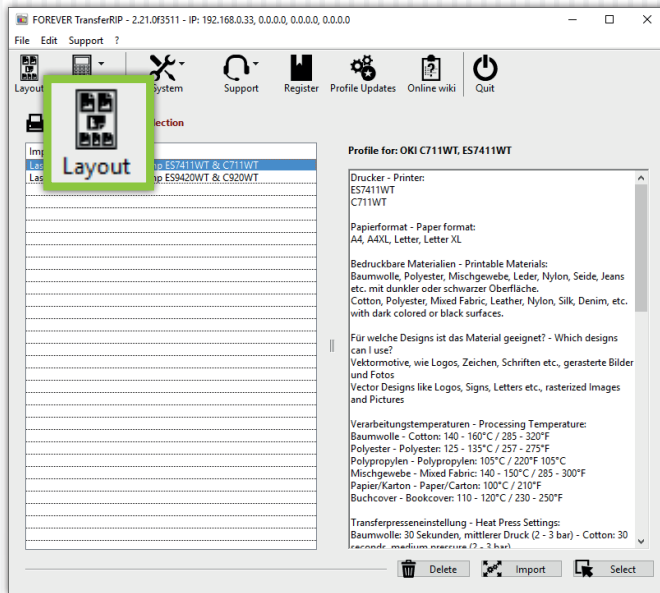 FOREVER TransferRIP - 2.21.0f3511 - IP: 192.168.0.33, 0.0.0.0, 0.0.0.0, 0.0.0.0
File Edit Support ?
Layout System Support Register Profile Updates Online wiki Quit
Layout
lection
Imp
Las np ES7411WT & C711WT
Las np ES9420WT & C920WT
Profile for: OKI C711WT, ES7411WT
Drucker - Printer:
ES7411WT
C711WT
Papierformat - Paper format:
A4, A4XL, Letter, Letter XL
Bedruckbare Materialien - Printable Materials:
Baumwolle, Polyester, Mischgewebe, Leder, Nylon, Seide, Jeans
etc. mit dunkler oder schwarzer Oberfläche.
Cotton, Polyester, Mixed Fabric, Leather, Nylon, Silk, Denim, etc.
with dark colored or black surfaces.
Für welche Designs ist das Material geeignet? - Which designs
can I use?
Vektormotive, wie Logos, Zeichen, Schriften etc., gerasterte Bilder
und Fotos
Vector Designs like Logos, Signs, Letters etc., rasterized Images
and Pictures
Verarbeitungstemperaturen - Processing Temperature:
Baumwolle - Cotton: 140 - 160°C / 285 - 320°F
Polyester - Polyester: 125 - 135°C / 257 - 275°F
Polypropylen - Polypropylen: 105°C / 220°F 105°C
Mischgewebe - Mixed Fabric: 140 - 150°C / 285 - 300°F
Papier/Karton - Paper/Carton: 100°C / 210°F
Buchcover - Bookcover: 110 - 120°C / 230 - 250°F
Transferpresseneinstellung - Heat Press Settings:
Baumwolle: 30 Sekunden, mittlerer Druck (2 - 3 bar) - Cotton: 30
seconds, medium pressure (2 - 3 bar)
Delete Import Select